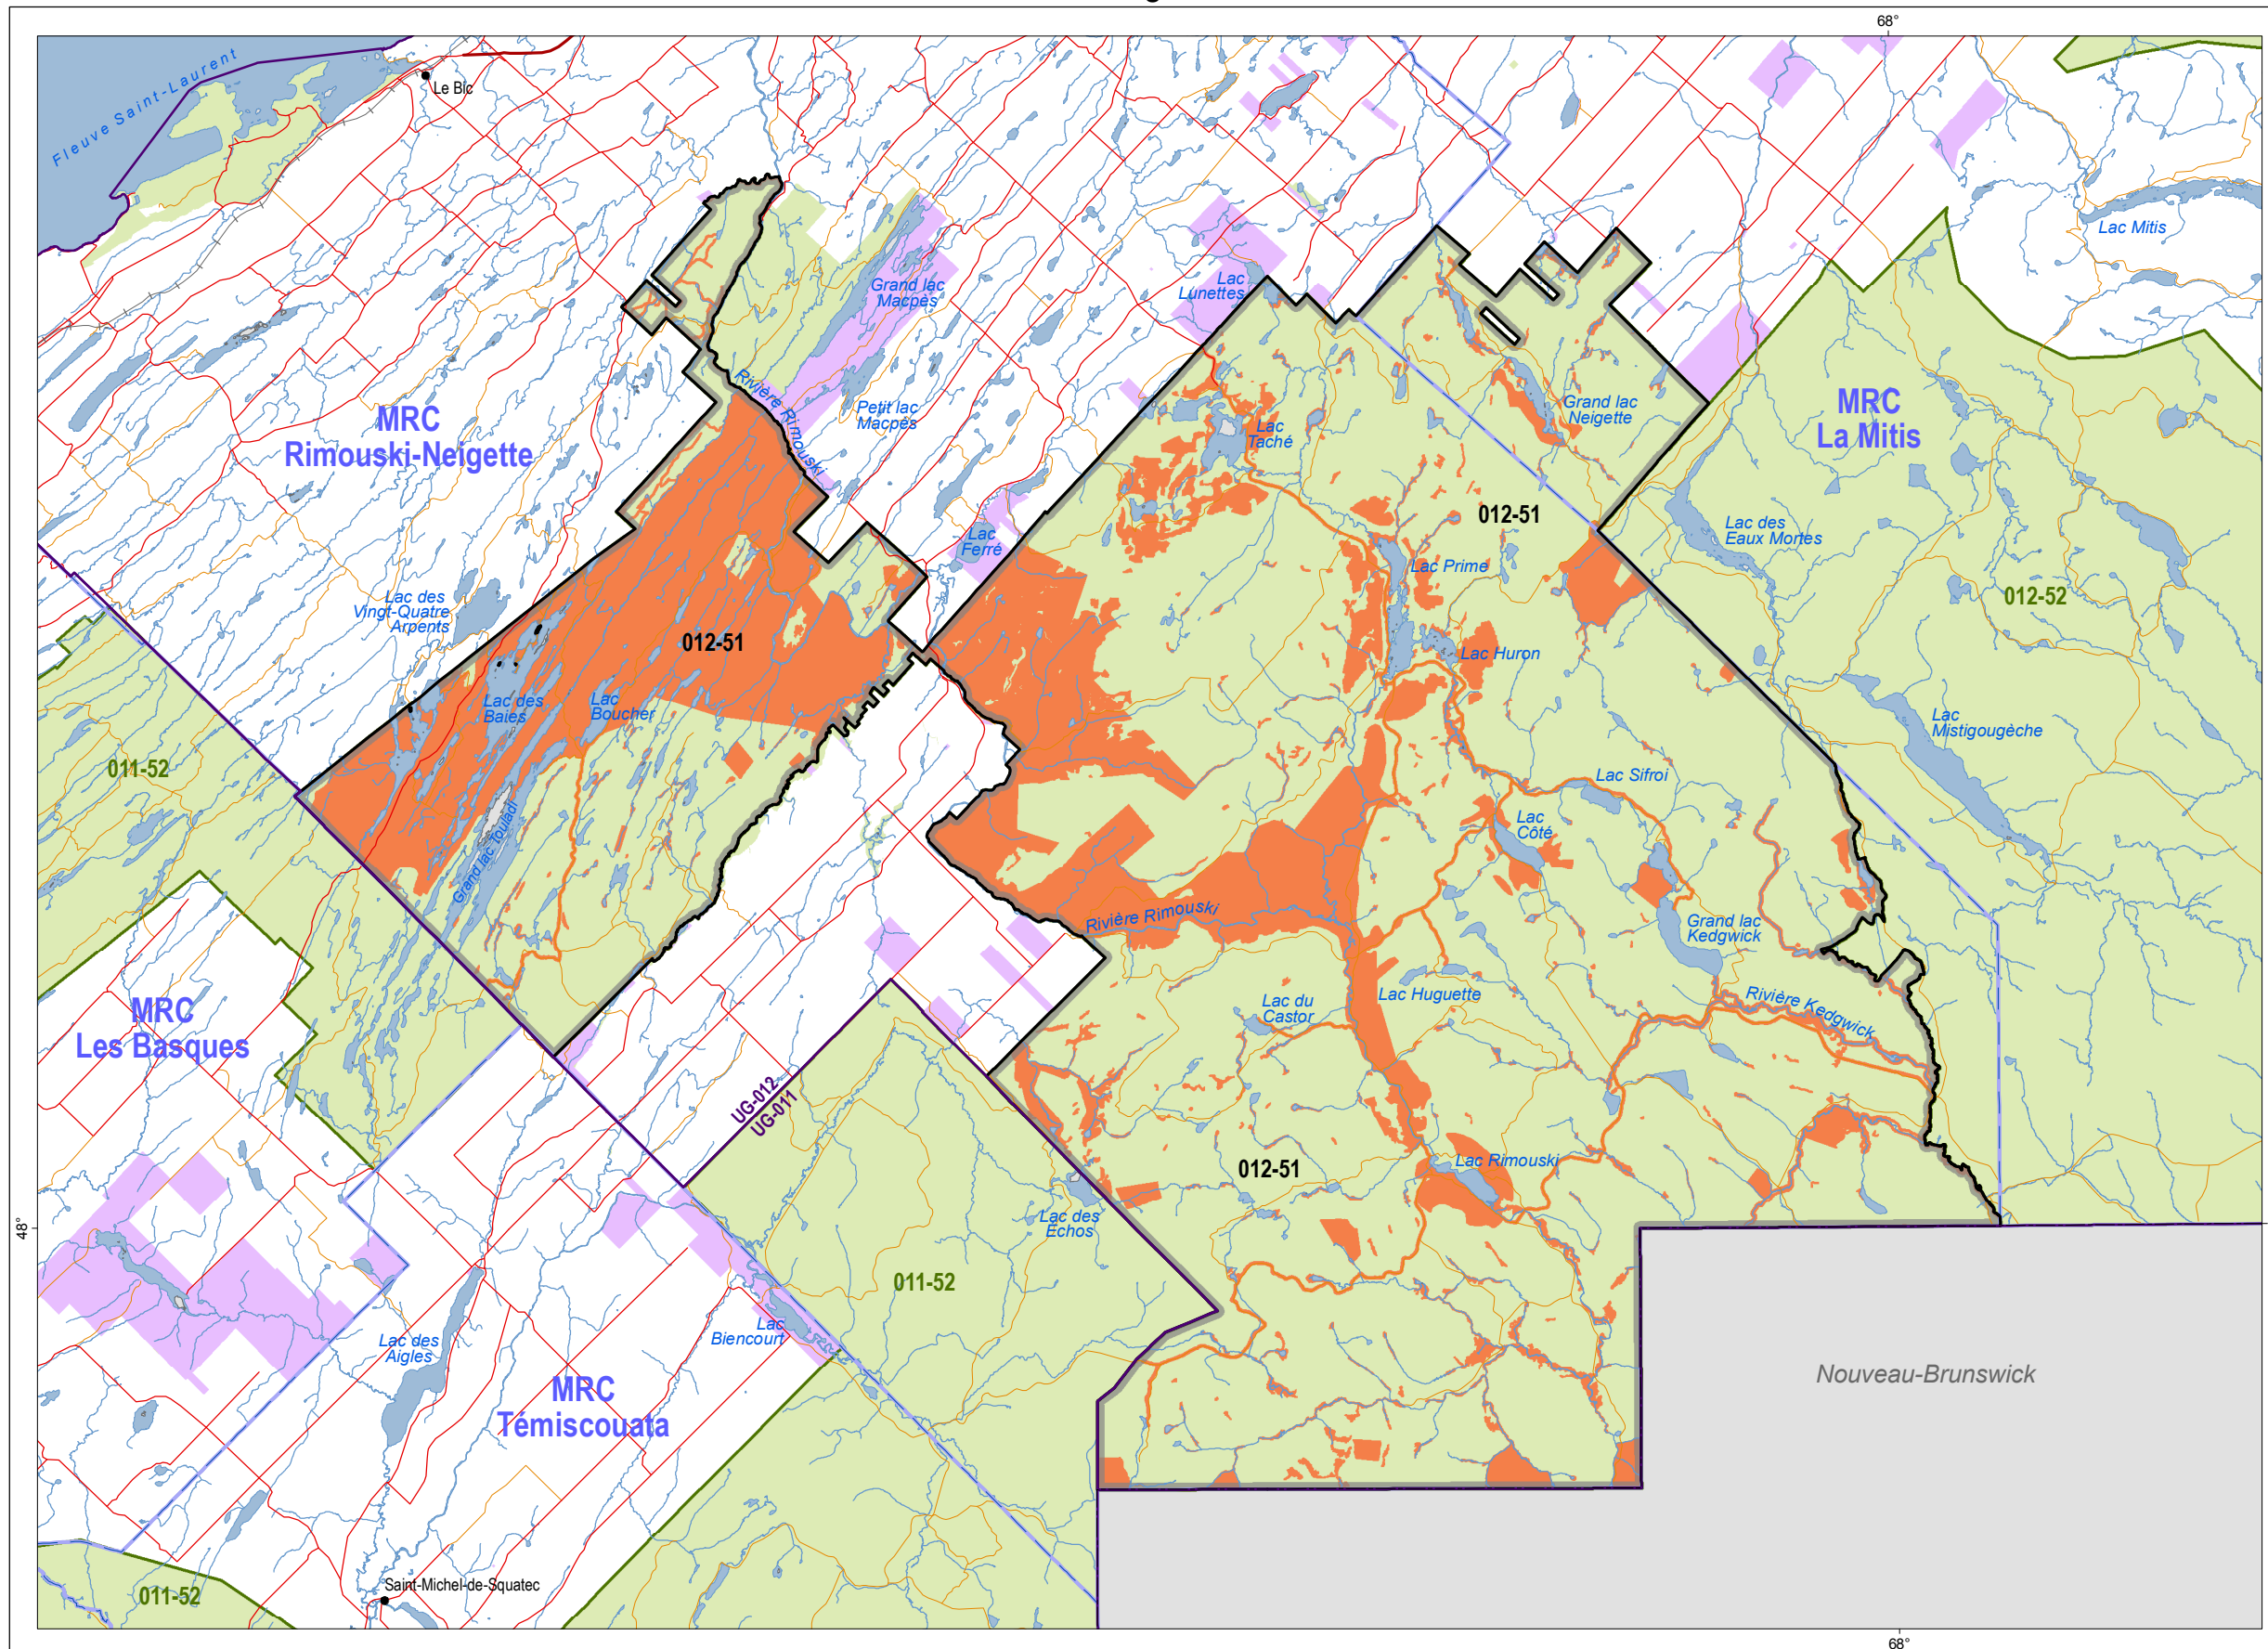 68°
Fleuve Saint-Laurent
Le Bic
Lac Mitis
Lac
Lunettes
Grand lac
Macpès
MRC
Rimouski-Neigette
Rivière Rimouski
Petit lac
Macpès
Lac
Taché
Grand lac
Neigette
MRC
La Mitis
012-51
Lac
Ferré
Lac des
Eaux Mortes
Lac Prime
012-52
Lac des
Vingt-Quatre
Arpents
012-51
Lac Huron
Lac des
Baies
Lac
Boucher
Lac
Mistigougèche
011-52
Lac Sifroi
Lac
Côté
Grand lac Touladi
Rivière Rimouski
Grand lac
Kedgwick
MRC
Les Basques
Lac du
Castor
Lac Huguette
Rivière Kedgwick
UG-012
UG-011
012-51
Lac Rimouski
Lac des
Echos
48°
011-52
Lac
Biencourt
Lac des
Aigles
MRC
Témiscouata
Nouveau-Brunswick
011-52
Saint-Michel-de-Squatec
68°